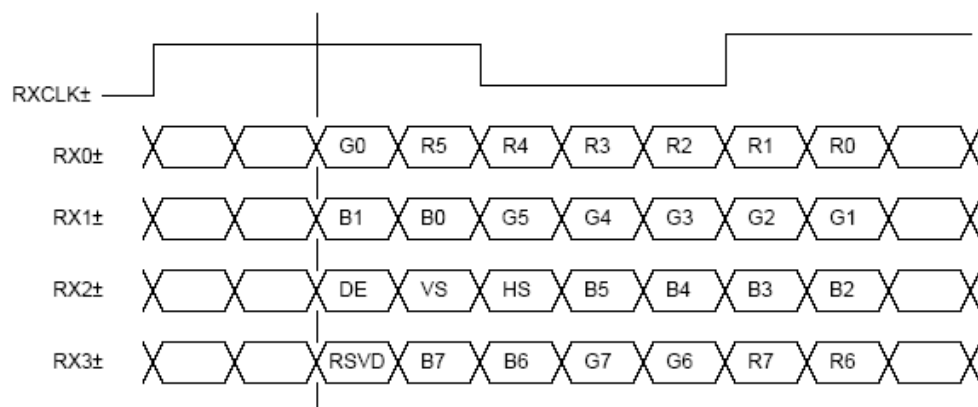 RXCLK±
RX0± G0 R5 R4 R3 R2 R1 R0
RX1± B1 B0 G5 G4 G3 G2 G1
RX2± DE VS HS B5 B4 B3 B2
RX3± RSVD B7 B6 G7 G6 R7 R6